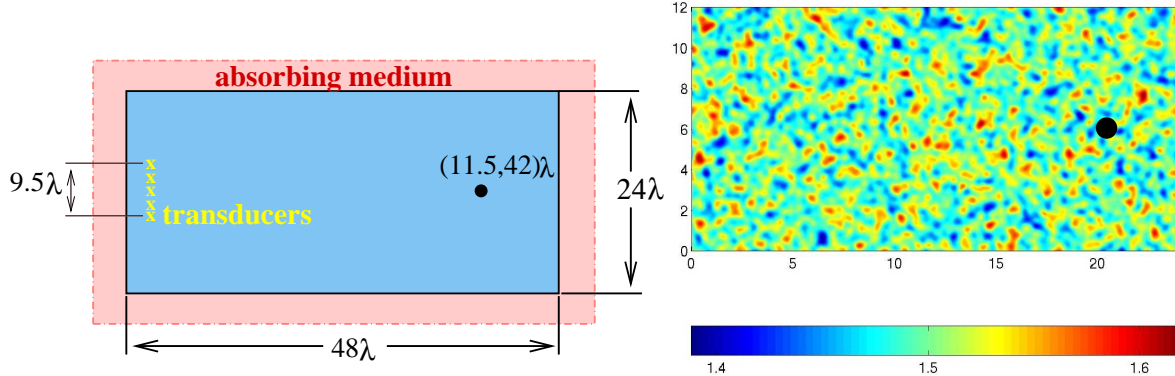 absorbing medium
(11.5,42)λ
9.5λ
x
x
x
x
x
transducers
24λ
48λ
12
10
8
6
4
2
0
0
5
10
15
20
1.4
1.5
1.6